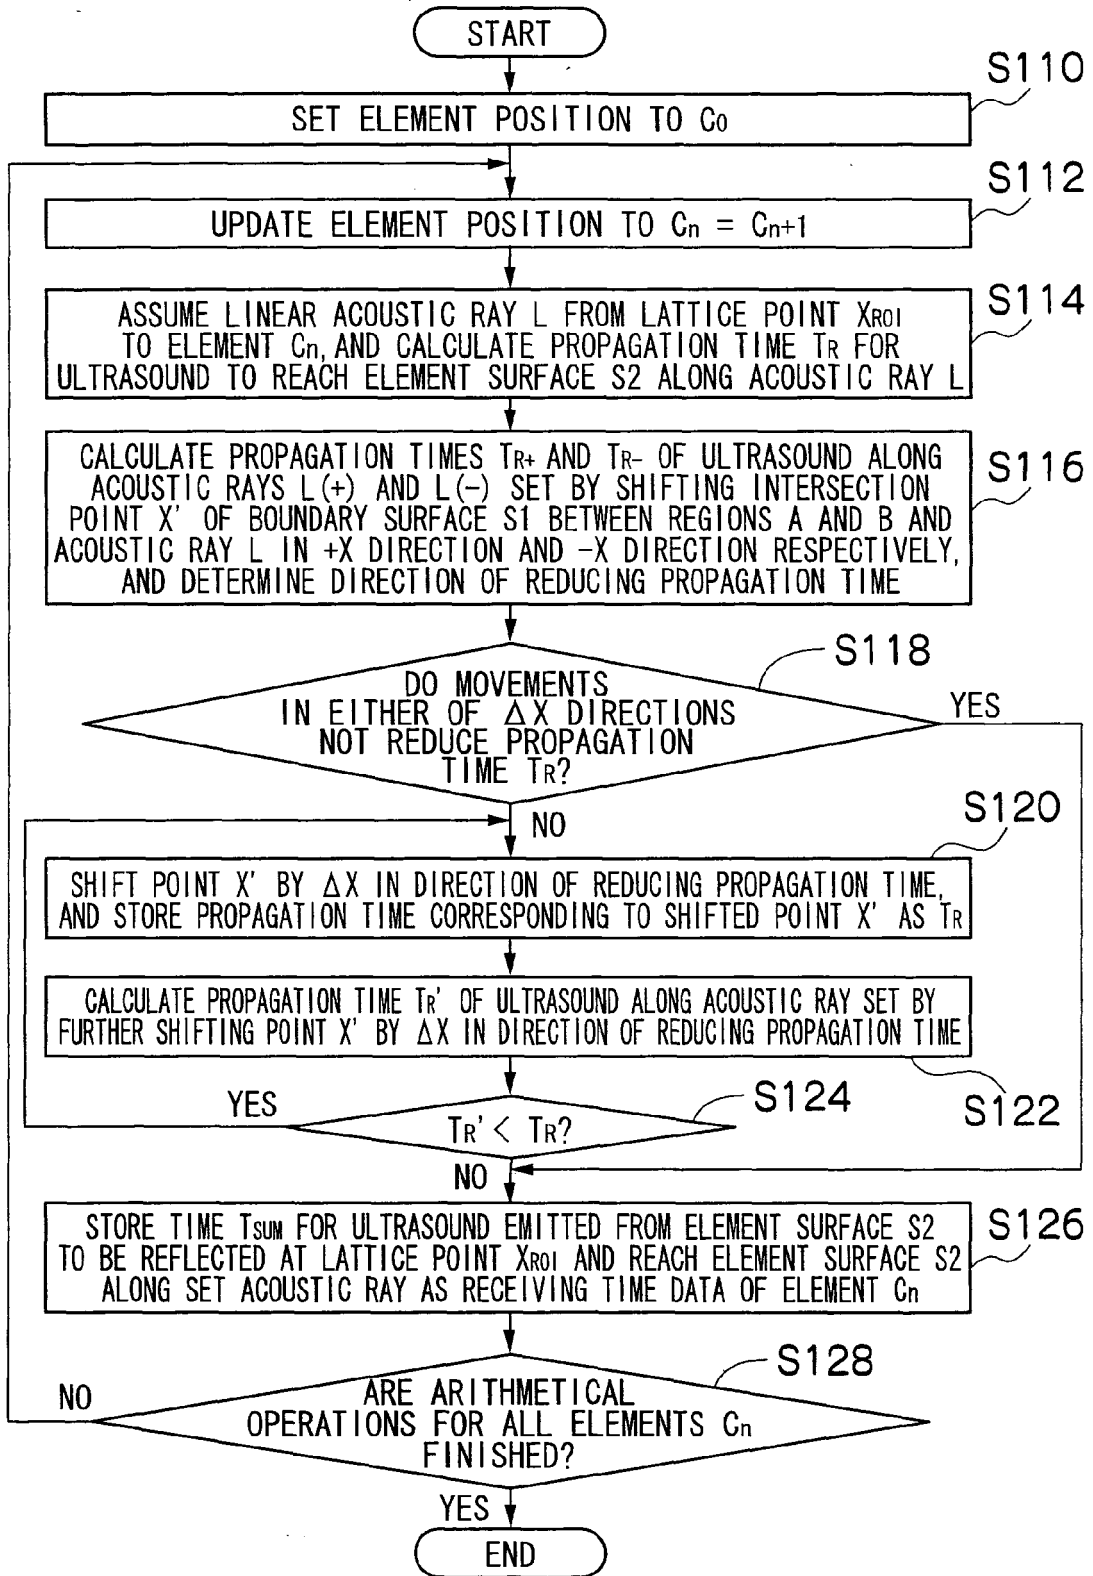 START
S110
SET ELEMENT POSITION TO C0
S112
UPDATE ELEMENT POSITION TO Cn = Cn+1
S114
ASSUME LINEAR ACOUSTIC RAY L FROM LATTICE POINT XROI
TO ELEMENT Cn, AND CALCULATE PROPAGATION TIME TR FOR
ULTRASOUND TO REACH ELEMENT SURFACE S2 ALONG ACOUSTIC RAY L
S116
CALCULATE PROPAGATION TIMES TR+ AND TR- OF ULTRASOUND ALONG
ACOUSTIC RAYS L(+) AND L(-) SET BY SHIFTING INTERSECTION
POINT X' OF BOUNDARY SURFACE S1 BETWEEN REGIONS A AND B AND
ACOUSTIC RAY L IN +X DIRECTION AND -X DIRECTION RESPECTIVELY,
AND DETERMINE DIRECTION OF REDUCING PROPAGATION TIME
S118
DO MOVEMENTS
IN EITHER OF ΔX DIRECTIONS
NOT REDUCE PROPAGATION
TIME TR?
YES
NO
S120
SHIFT POINT X' BY ΔX IN DIRECTION OF REDUCING PROPAGATION TIME,
AND STORE PROPAGATION TIME CORRESPONDING TO SHIFTED POINT X' AS TR
CALCULATE PROPAGATION TIME TR' OF ULTRASOUND ALONG ACOUSTIC RAY SET BY
FURTHER SHIFTING POINT X' BY ΔX IN DIRECTION OF REDUCING PROPAGATION TIME
S122
YES
S124
TR' < TR?
NO
S126
STORE TIME TSUM FOR ULTRASOUND EMITTED FROM ELEMENT SURFACE S2
TO BE REFLECTED AT LATTICE POINT XROI AND REACH ELEMENT SURFACE S2
ALONG SET ACOUSTIC RAY AS RECEIVING TIME DATA OF ELEMENT Cn
S128
NO
ARE ARITHMETICAL
OPERATIONS FOR ALL ELEMENTS Cn
FINISHED?
YES
END